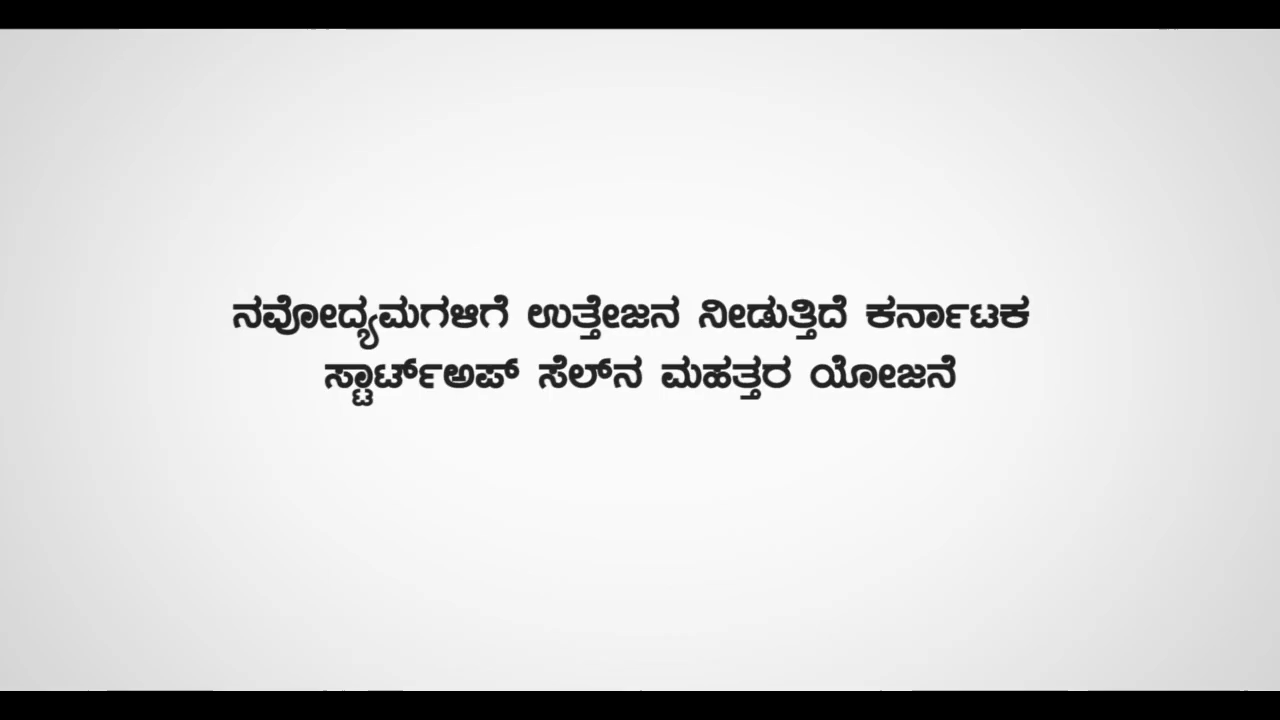 ನವೋದ್ಯಮಗಳಿಗೆ ಉತ್ತೇಜನ ನೀಡುತ್ತಿದೆ ಕರ್ನಾಟಕ
ಸ್ಟಾರ್ಟ್‌ಅಪ್ ಸೆಲ್‌ನ ಮಹತ್ತರ ಯೋಜನೆ